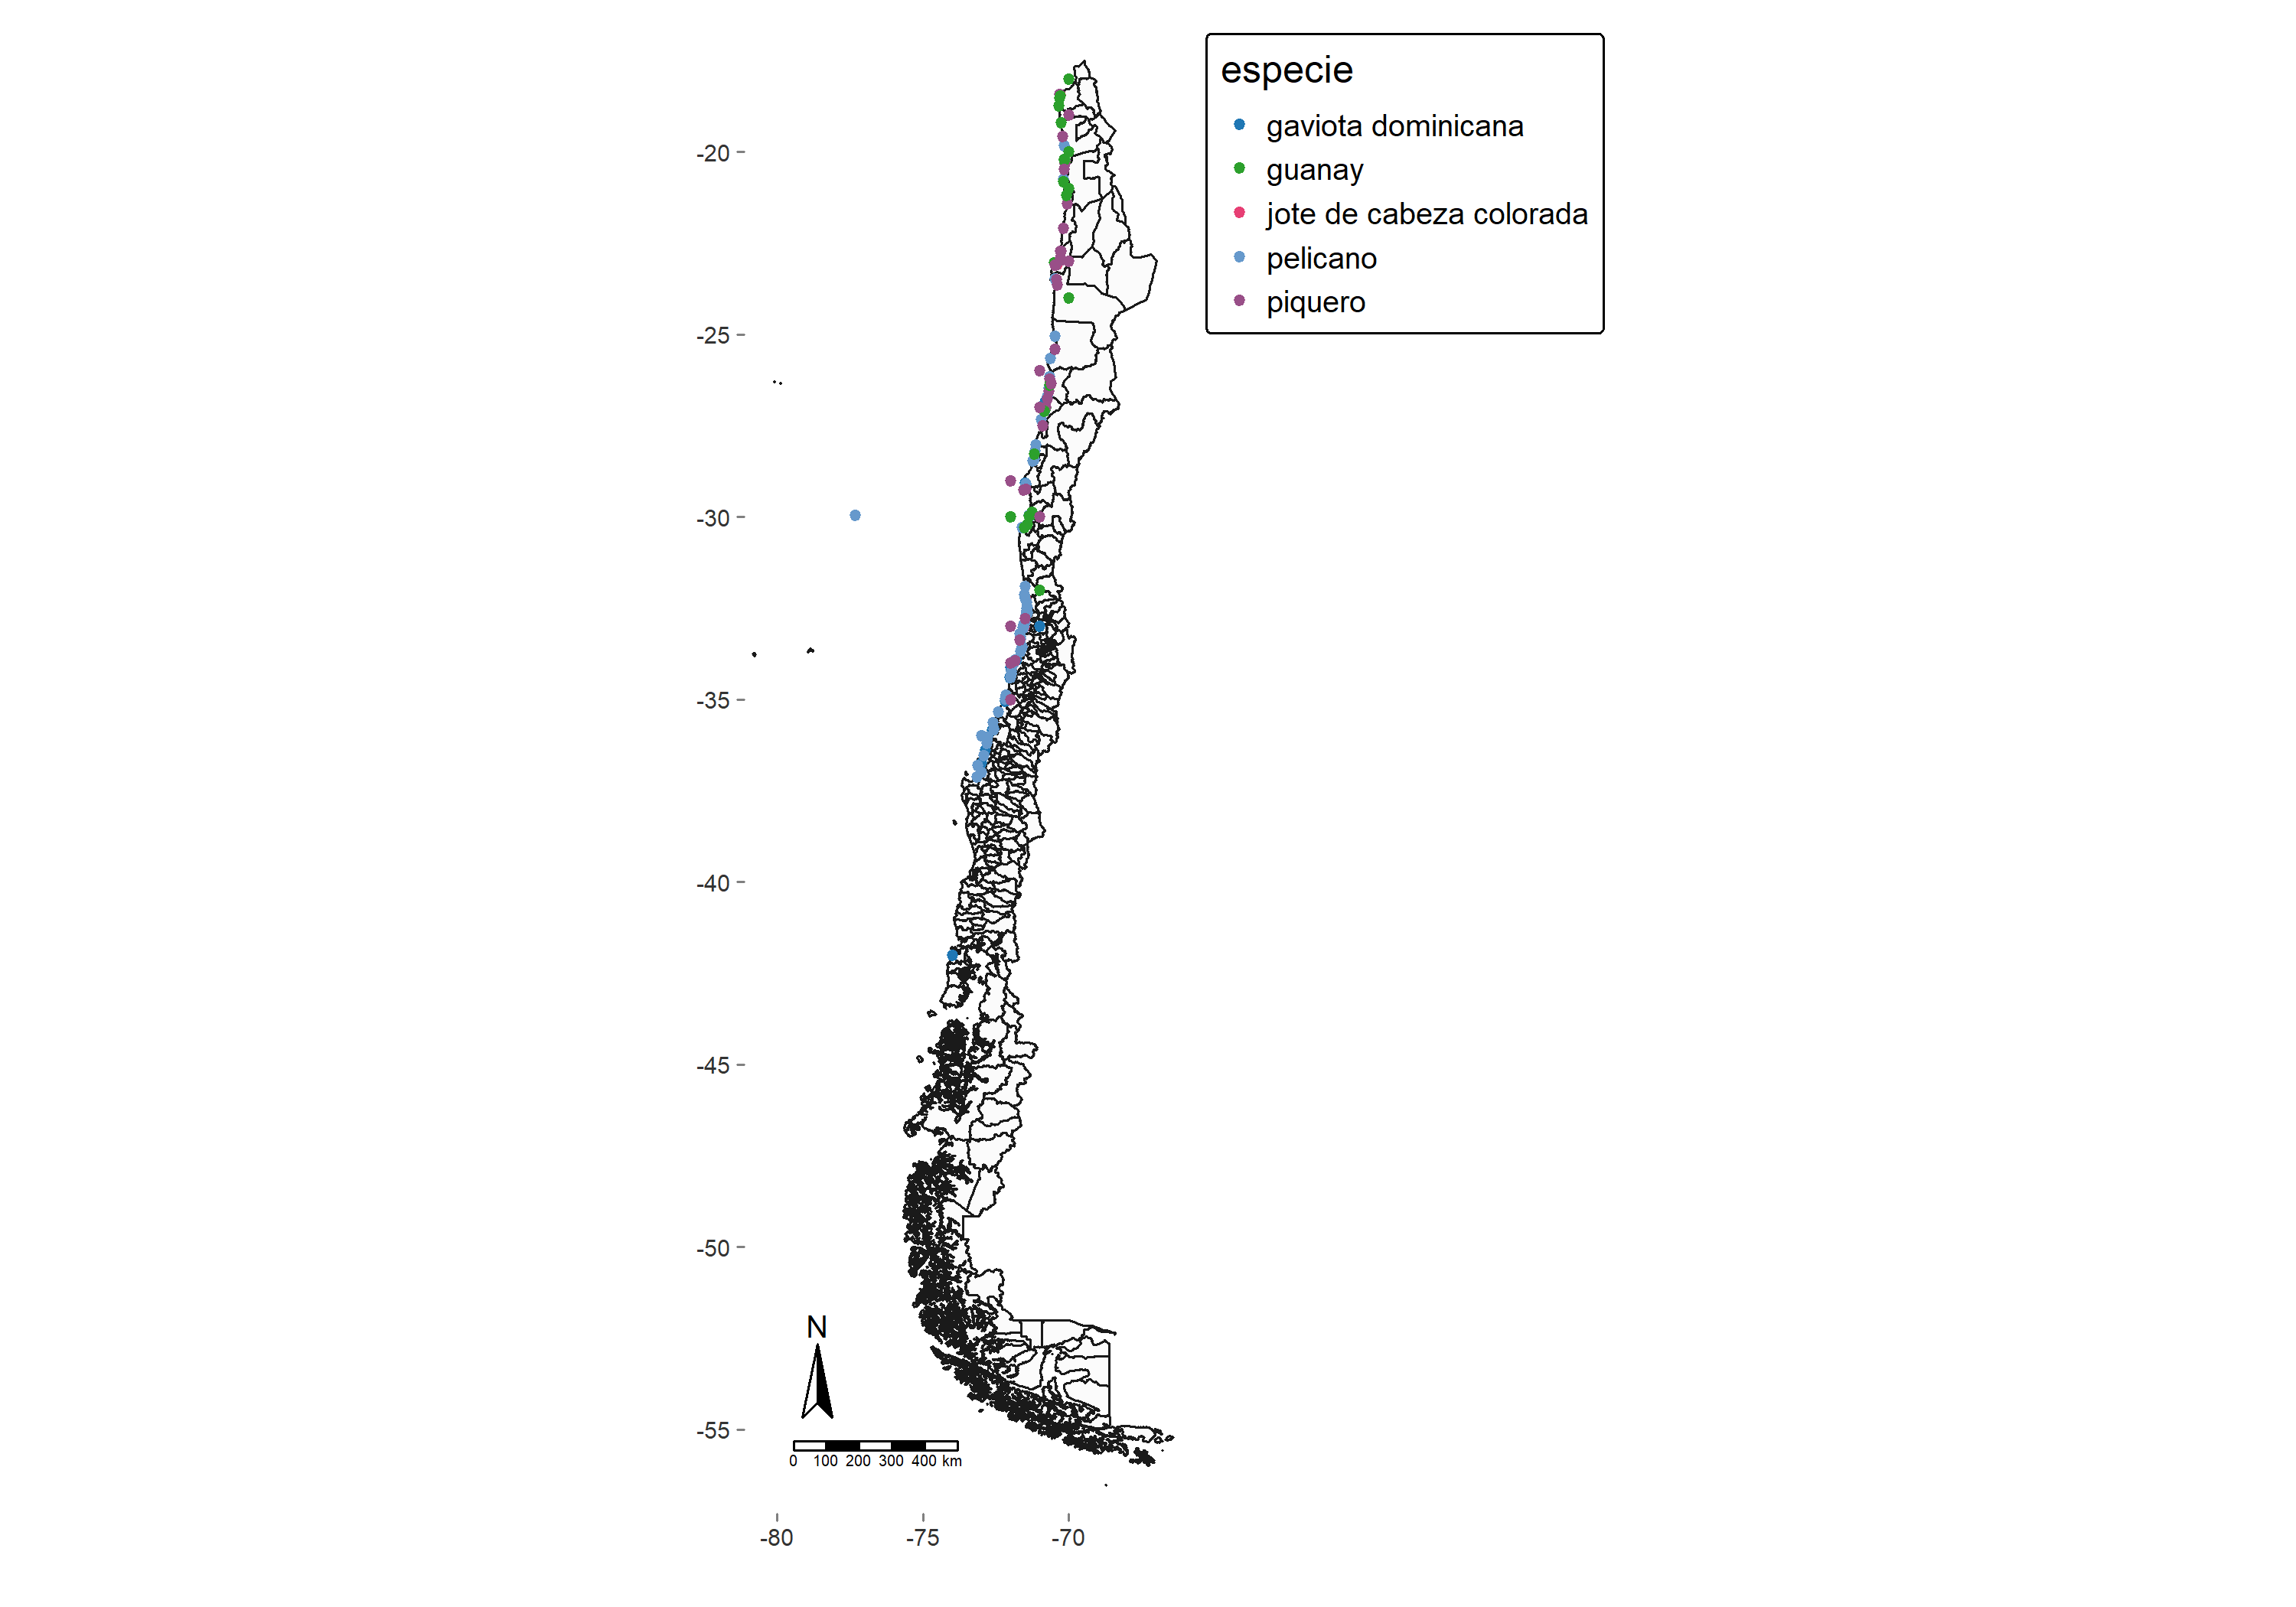 especie
gaviota dominicana
guanay
jote de cabeza colorada
pelicano
piquero
-20
-25
-30
-35
-40
-45
-50
-55
N
0 100 200 300 400 km
-80 -75 -70